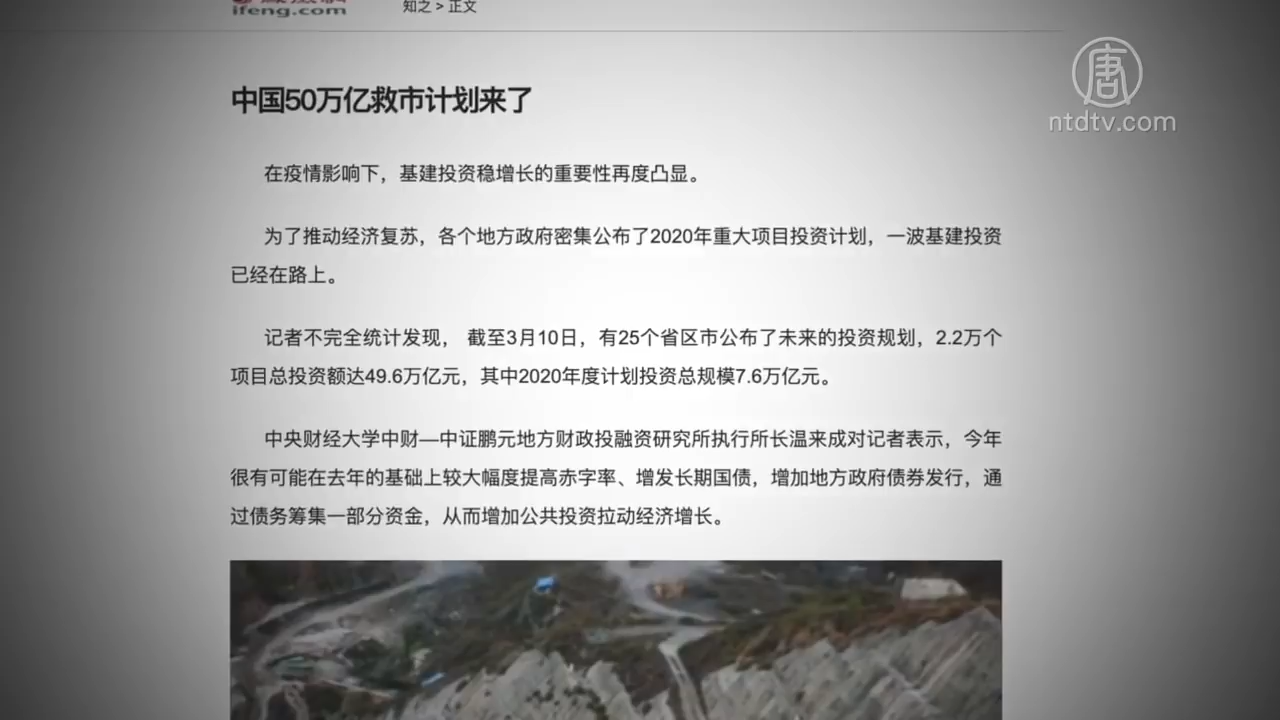 ifeng.com
知之 > 正文
唐
ntdtv.com
中国50万亿救市计划来了
在疫情影响下，基建投资稳增长的重要性再度凸显。
为了推动经济复苏，各个地方政府密集公布了2020年重大项目投资计划，一波基建投资
已经在路上。
记者不完全统计发现， 截至3月10日，有25个省区市公布了未来的投资规划，2.2万个
项目总投资额达49.6万亿元，其中2020年度计划投资总规模7.6万亿元。
中央财经大学中财—中证鹏元地方财政投融资研究所执行所长温来成对记者表示，今年
很有可能在去年的基础上较大幅度提高赤字率、增发长期国债，增加地方政府债券发行，通
过债务筹集一部分资金，从而增加公共投资拉动经济增长。